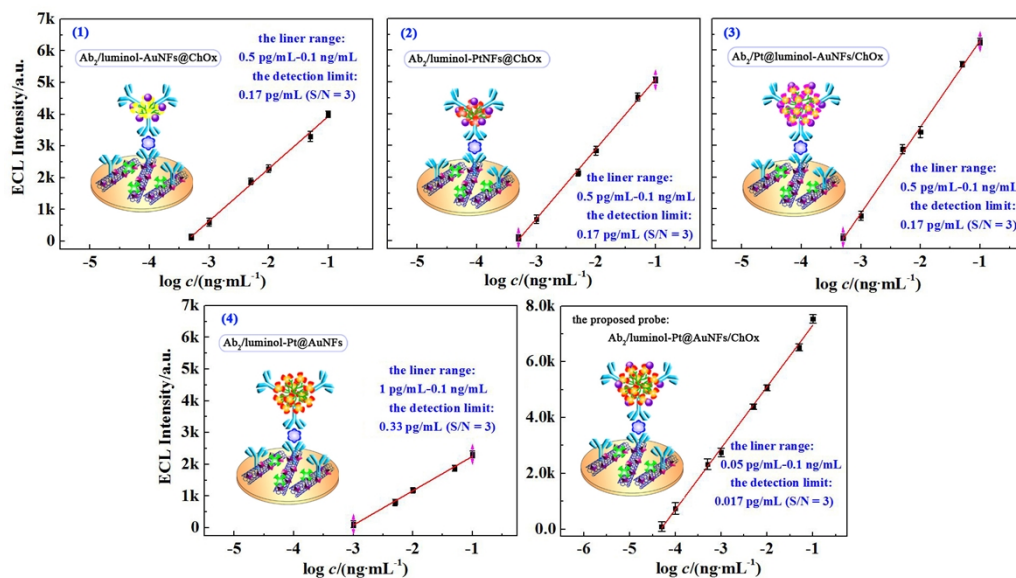 (1)
Ab2/luminol-AuNFs@ChOx
the liner range:
0.5 pg/mL-0.1 ng/mL
the detection limit:
0.17 pg/mL (S/N = 3)
ECL Intensity/a.u.
7k
6k
5k
4k
3k
2k
1k
0
-5 -4 -3 -2 -1
log c/(ng·mL-1)
(2)
Ab2/luminol-PtNFs@ChOx
the liner range:
0.5 pg/mL-0.1 ng/mL
the detection limit:
0.17 pg/mL (S/N = 3)
-5 -4 -3 -2 -1
log c/(ng·mL-1)
(3)
Ab2/Pt@luminol-AuNFs/ChOx
the liner range:
0.5 pg/mL-0.1 ng/mL
the detection limit:
0.17 pg/mL (S/N = 3)
-5 -4 -3 -2 -1
log c/(ng·mL-1)
(4)
Ab2/luminol-Pt@AuNFs
the liner range:
1 pg/mL-0.1 ng/mL
the detection limit:
0.33 pg/mL (S/N = 3)
ECL Intensity/a.u.
7k
6k
5k
4k
3k
2k
1k
0
-5 -4 -3 -2 -1
log c/(ng·mL-1)
the proposed probe:
Ab2/luminol-Pt@AuNFs/ChOx
the liner range:
0.05 pg/mL-0.1 ng/mL
the detection limit:
0.017 pg/mL (S/N = 3)
8.0k
6.0k
4.0k
2.0k
0.0
-6 -5 -4 -3 -2 -1
log c/(ng·mL-1)